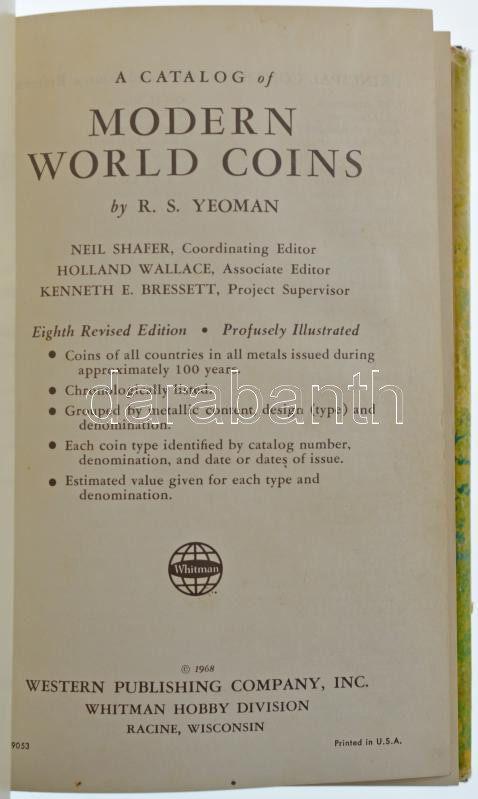 A CATALOG of
MODERN
WORLD COINS
by R. S. YEOMAN
NEIL SHAFER, Coordinating Editor
HOLLAND WALLACE, Associate Editor
KENNETH E. BRESSETT, Project Supervisor
Eighth Revised Edition • Profusely Illustrated
• Coins of all countries in all metals issued during
approximately 100 years.
• Chronologically listed.
• Grouped by metallic content, design (type) and
denomination.
• Each coin type identified by catalog number,
denomination, and date or dates of issue.
• Estimated value given for each type and
denomination.
darabanth
Whitman
© 1968
WESTERN PUBLISHING COMPANY, INC.
WHITMAN HOBBY DIVISION
RACINE, WISCONSIN
9053
Printed in U.S.A.